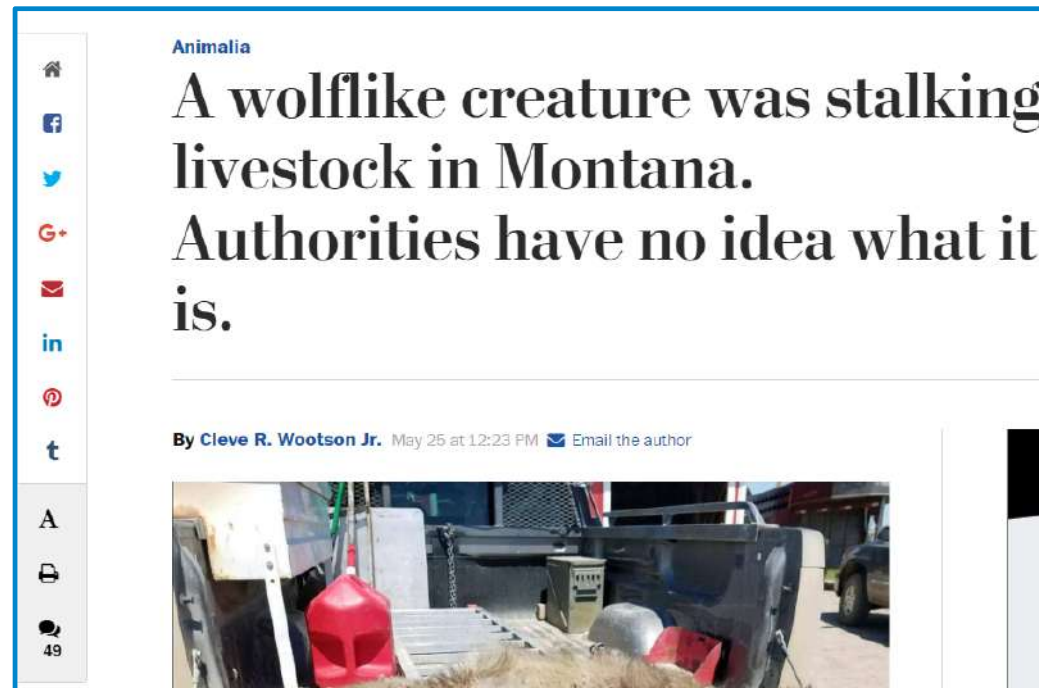 Animalia
A wolflike creature was stalking
livestock in Montana.
Authorities have no idea what it
is.
By Cleve R. Wootson Jr. May 25 at 12:23 PM Email the author
G+
in
t
A
49